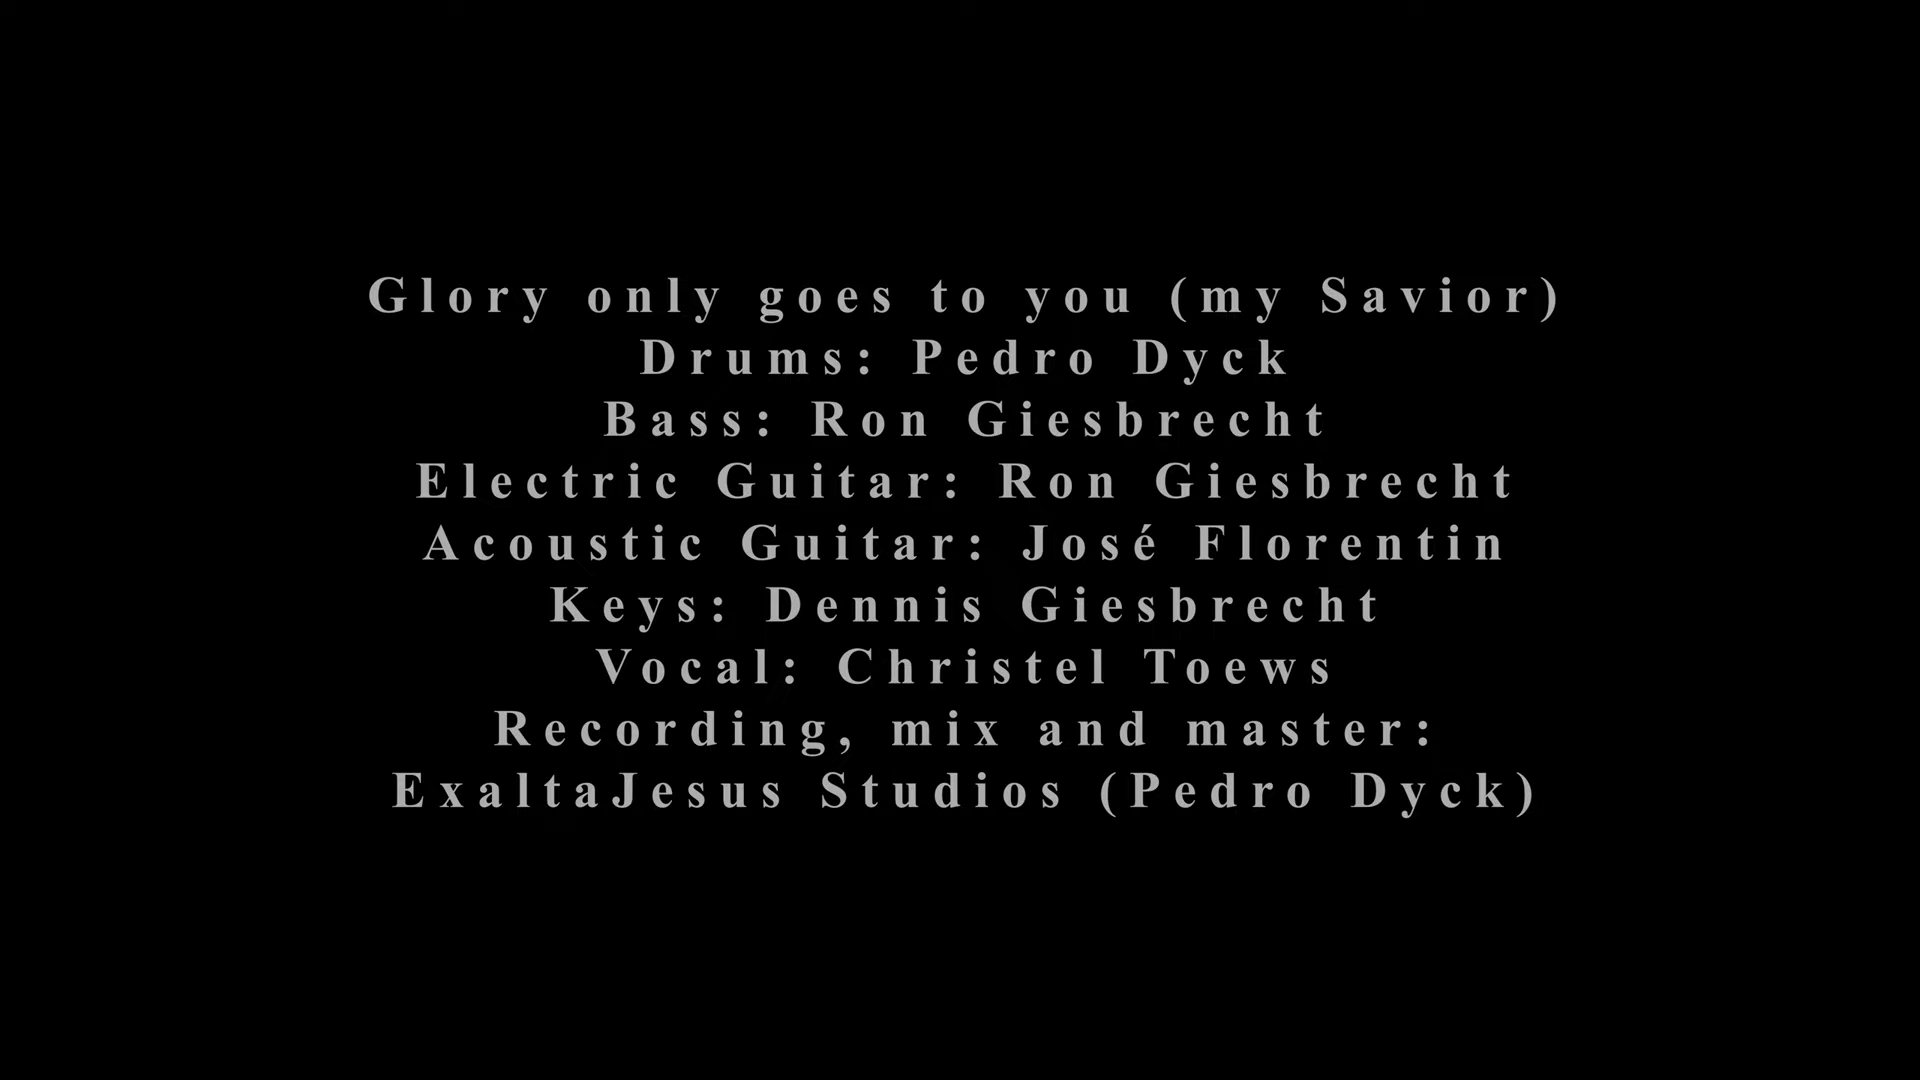 Glory only goes to you (my Savior)
Drums: Pedro Dyck
Bass: Ron Giesbrecht
Electric Guitar: Ron Giesbrecht
Acoustic Guitar: José Florentin
Keys: Dennis Giesbrecht
Vocal: Christel Toews
Recording, mix and master:
ExaltaJesus Studios (Pedro Dyck)